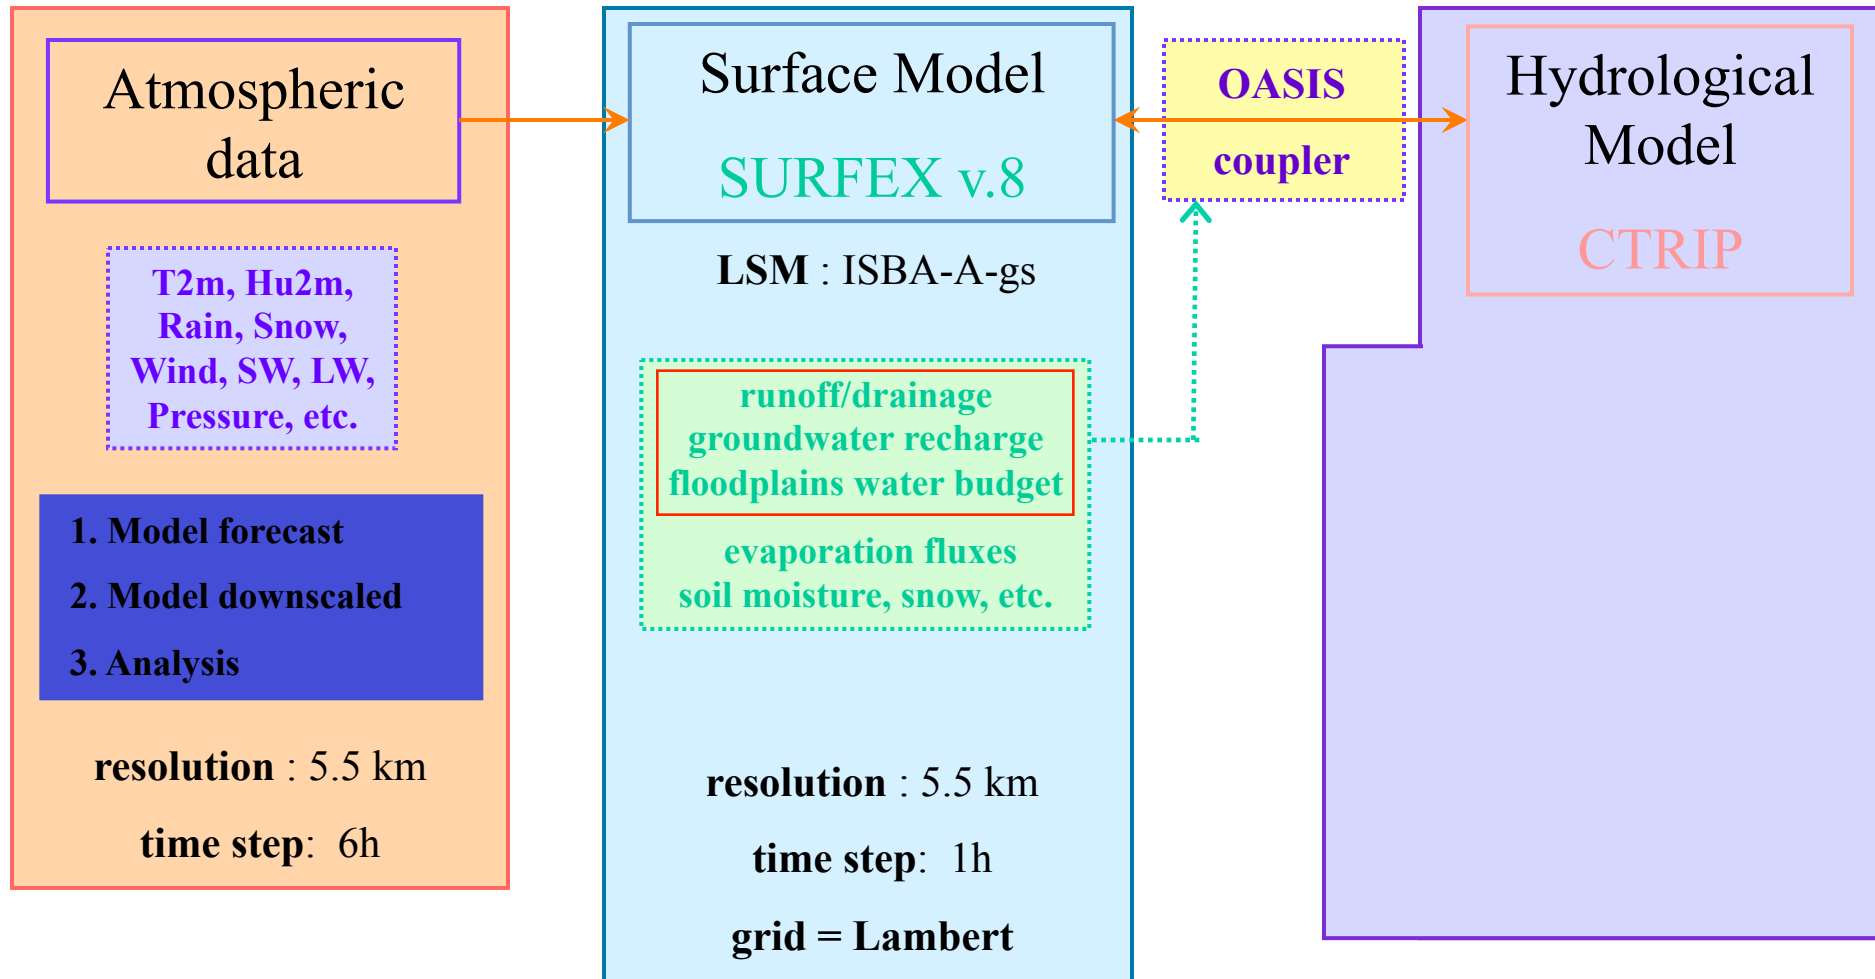 Atmospheric
data
T2m, Hu2m,
Rain, Snow,
Wind, SW, LW,
Pressure, etc.
1. Model forecast
2. Model downscaled
3. Analysis
resolution : 5.5 km
time step: 6h
Surface Model
SURFEX v.8
LSM : ISBA-A-gs
runoff/drainage
groundwater recharge
floodplains water budget
evaporation fluxes
soil moisture, snow, etc.
resolution : 5.5 km
time step: 1h
grid = Lambert
OASIS
coupler
Hydrological
Model
CTRIP